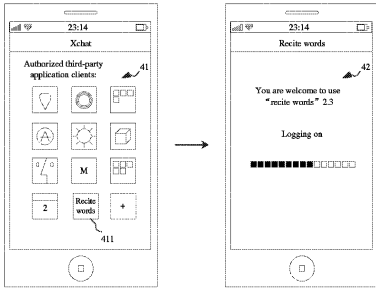 23:14
Xchat
Authorized third-party
application clients:
41
A
M
2
Recite
words
+
411
23:14
Recite words
42
You are welcome to use
“recite words” 2.3
Logging on